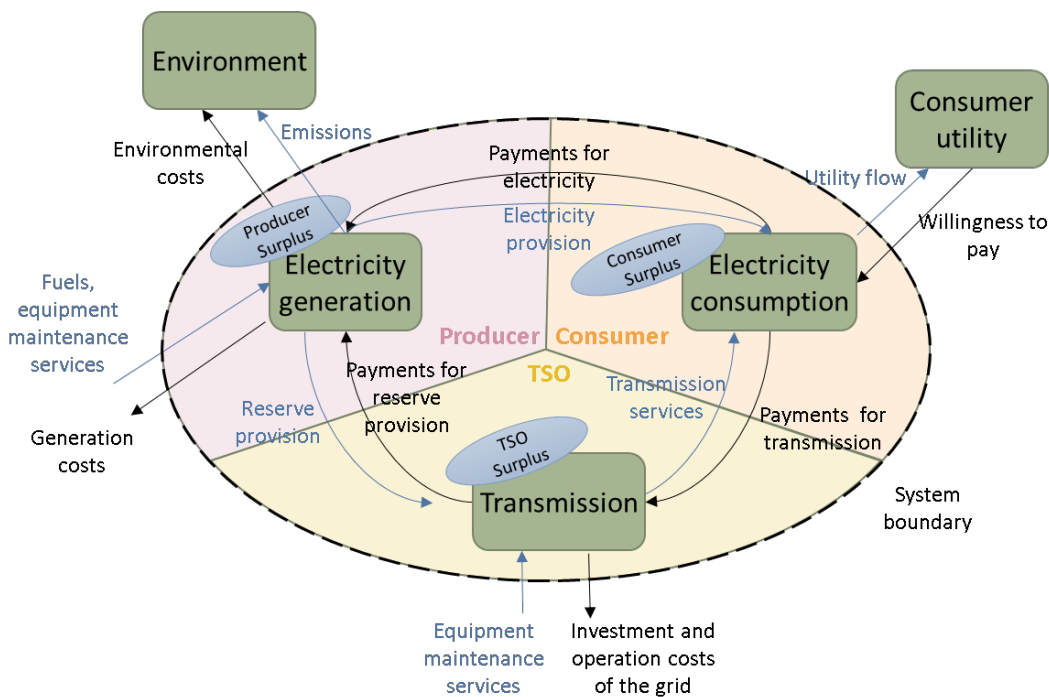 Environment
Consumer
utility
Emissions
Environmental
costs
Payments for
electricity
Utility flow
Producer
Surplus
Electricity
provision
Willingness to
pay
Consumer
Surplus
Electricity
generation
Electricity
consumption
Fuels,
equipment
maintenance
services
Producer
Consumer
TSO
Payments for
reserve
provision
Transmission
services
Reserve
provision
Payments for
transmission
Generation
costs
TSO
Surplus
Transmission
System
boundary
Equipment
maintenance
services
Investment and
operation costs
of the grid